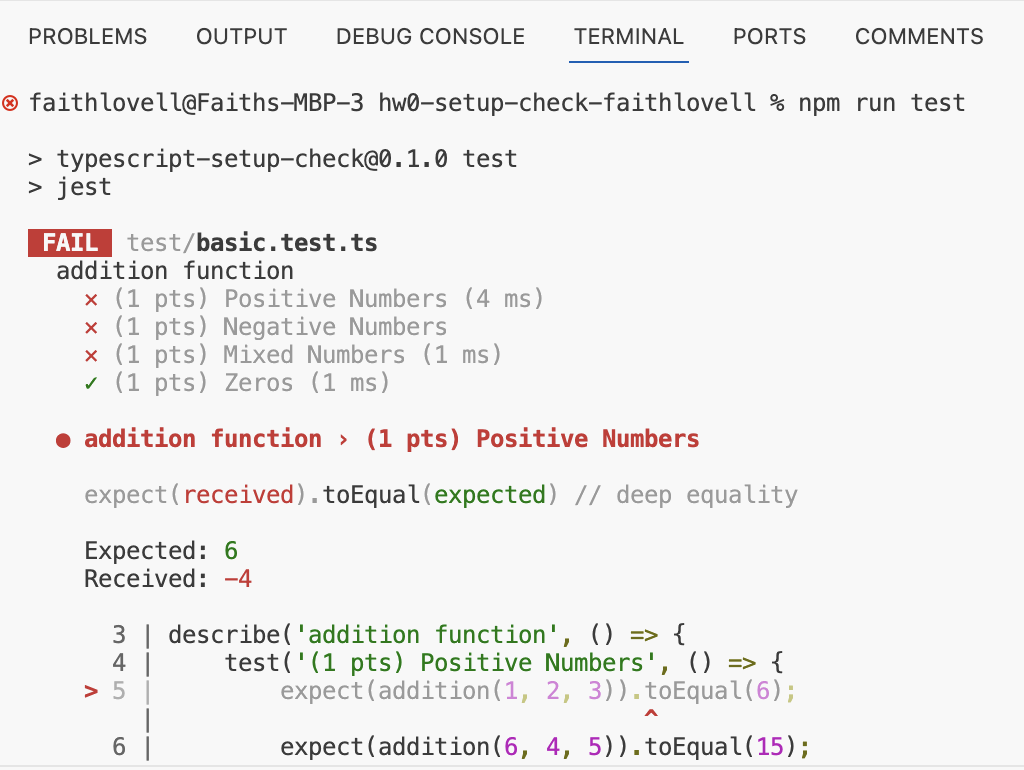 PROBLEMS OUTPUT DEBUG CONSOLE TERMINAL PORTS COMMENTS
faithlovell@Faiths-MBP-3 hw0-setup-check-faithlovell % npm run test
> typescript-setup-check@0.1.0 test
> jest
FAIL test/basic.test.ts
addition function
✕ (1 pts) Positive Numbers (4 ms)
✕ (1 pts) Negative Numbers
✕ (1 pts) Mixed Numbers (1 ms)
✓ (1 pts) Zeros (1 ms)
● addition function › (1 pts) Positive Numbers
expect(received).toEqual(expected) // deep equality
Expected: 6
Received: -4
3 | describe('addition function', () => {
4 |     test('(1 pts) Positive Numbers', () => {
> 5 |         expect(addition(1, 2, 3)).toEqual(6);
|                                   ^
6 |         expect(addition(6, 4, 5)).toEqual(15);